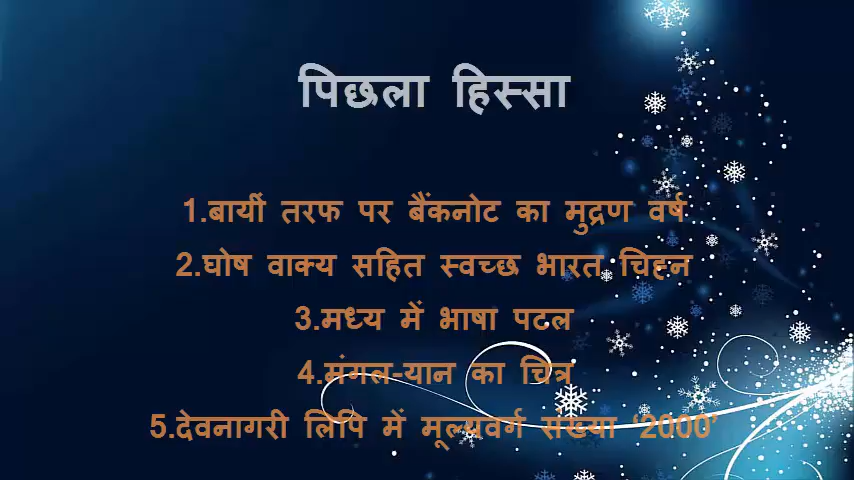 पिछला हिस्सा
1.बायीं तरफ पर बैंकनोट का मुद्रण वर्ष
2.घोष वाक्य सहित स्वच्छ भारत चिह्न
3.मध्य में भाषा पटल
4.मंगल-यान का चित्र
5.देवनागरी लिपि में मूल्यवर्ग संख्या ‘2000’